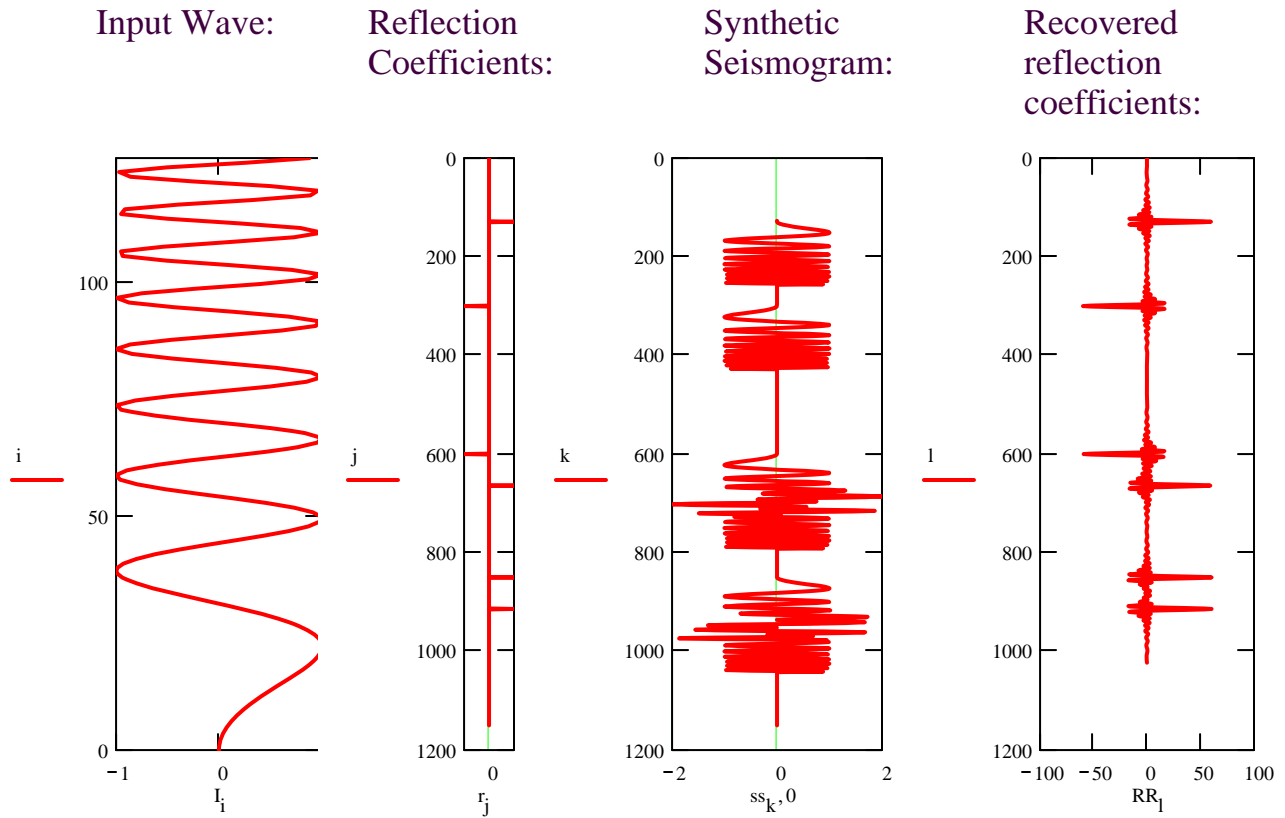 Input Wave:
Reflection
Coefficients:
Synthetic
Seismogram:
Recovered
reflection
coefficients:
i
100
50
0
−1
0
I_i
j
0
200
400
600
800
1000
1200
0
r_j
k
0
200
400
600
800
1000
1200
−2
0
2
ss_k , 0
l
0
200
400
600
800
1000
1200
−100
−50
0
50
100
RR_l